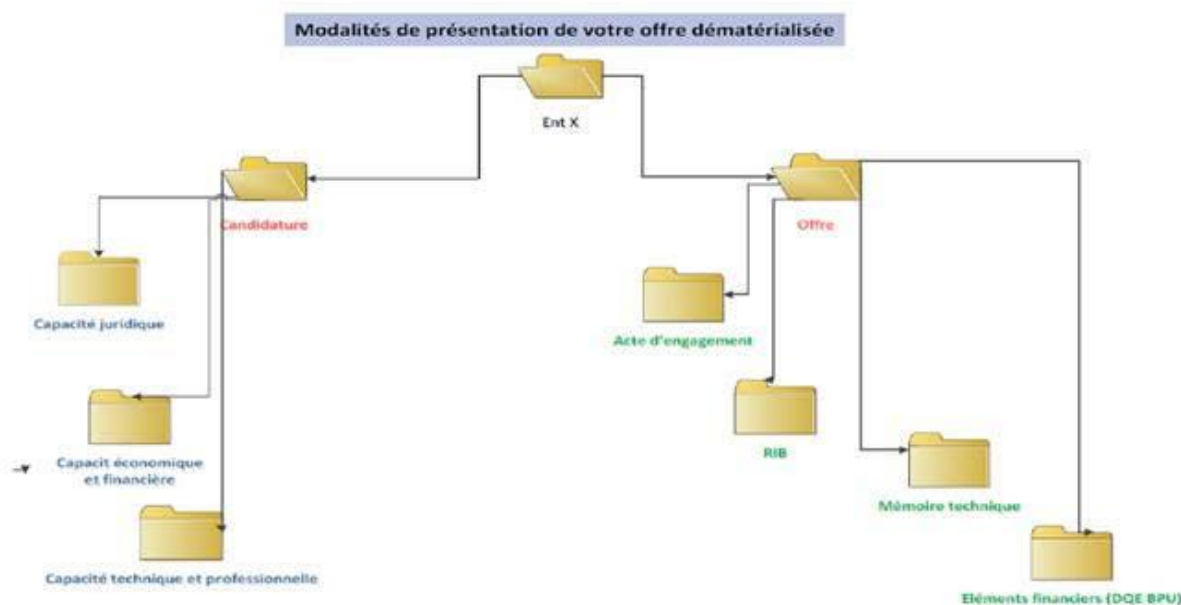 Modalités de présentation de votre offre dématérialisée
Ent X
Candidature
Offre
Capacité juridique
Acte d'engagement
Capacit économique
et financière
RIB
Mémoire technique
Capacité technique et professionnelle
Eléments financiers (DQE BPU)